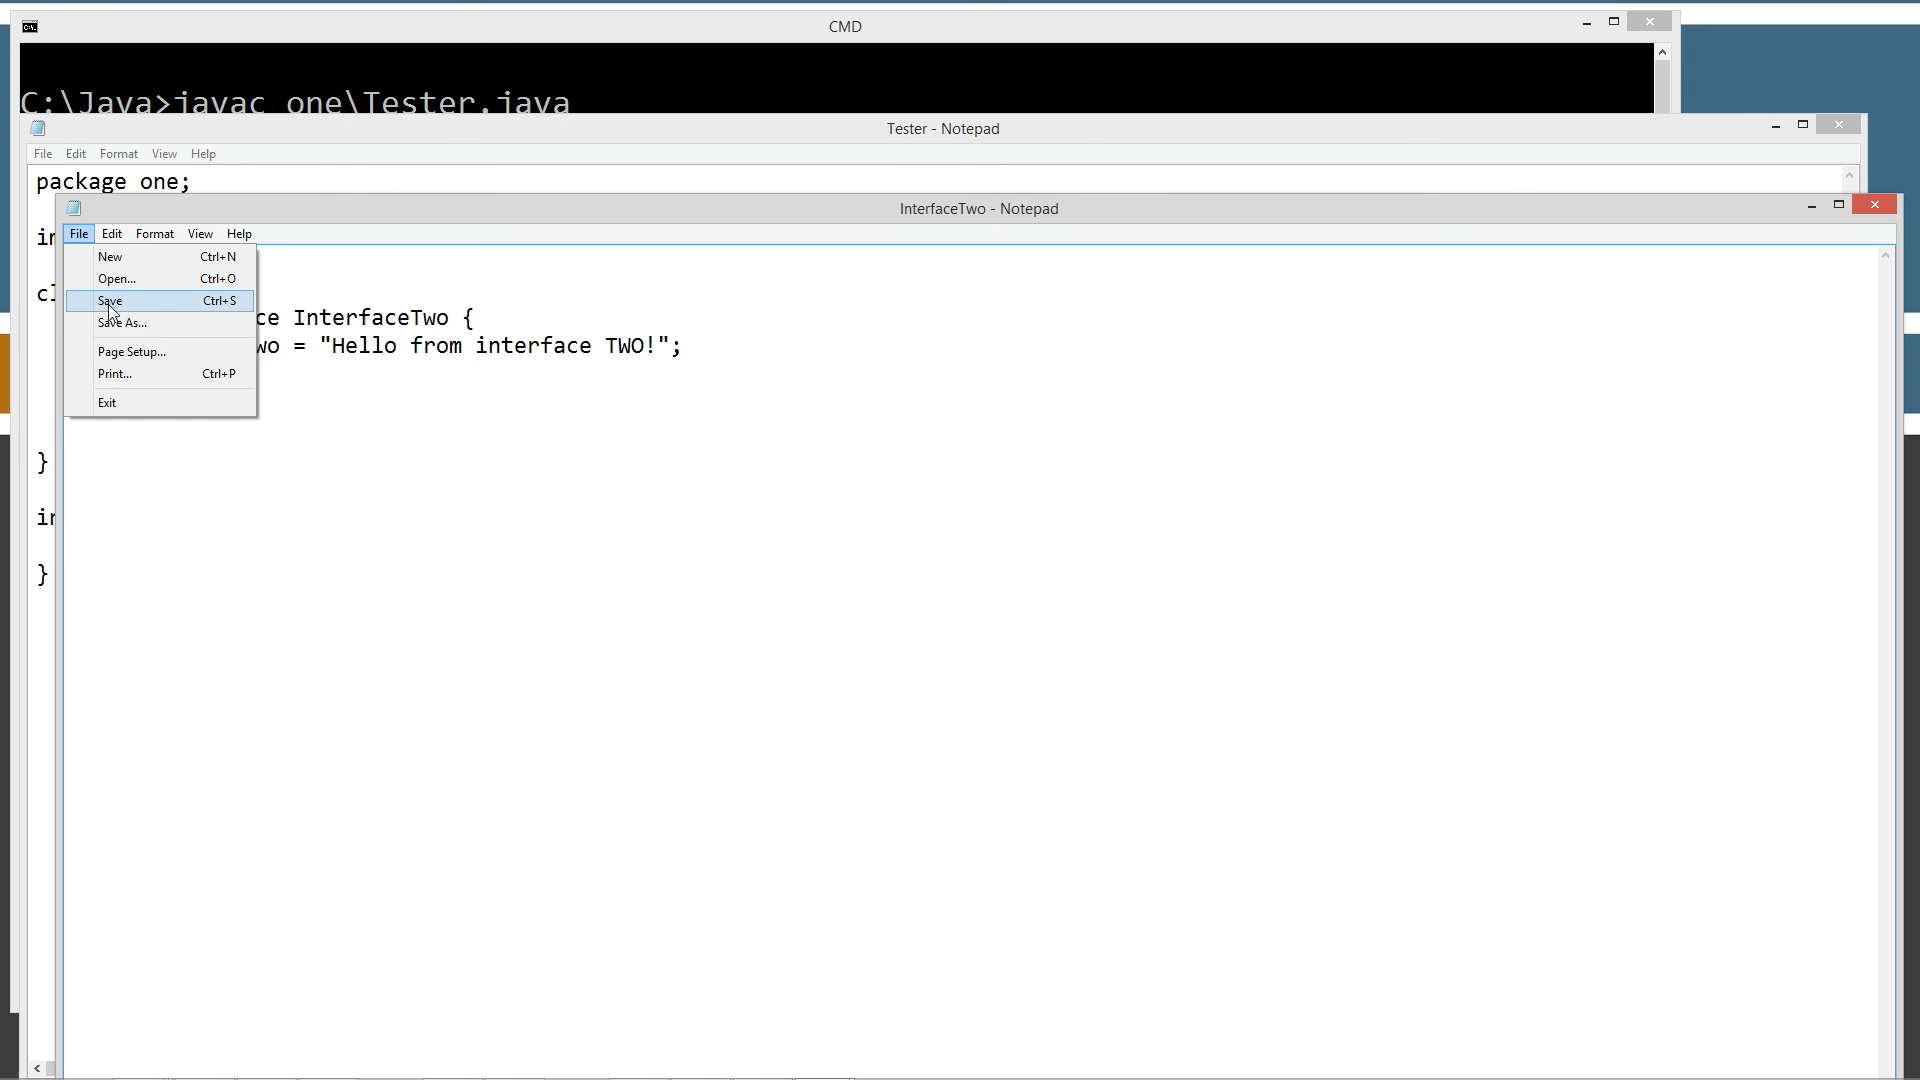 CMD
C:\Java>javac one\Tester.java
Tester - Notepad
File Edit Format View Help
package one;
InterfaceTwo - Notepad
File Edit Format View Help
New Ctrl+N
Open... Ctrl+O
Save Ctrl+S
Save As...
Page Setup...
Print... Ctrl+P
Exit
InterfaceTwo {
= "Hello from interface TWO!";
}
}